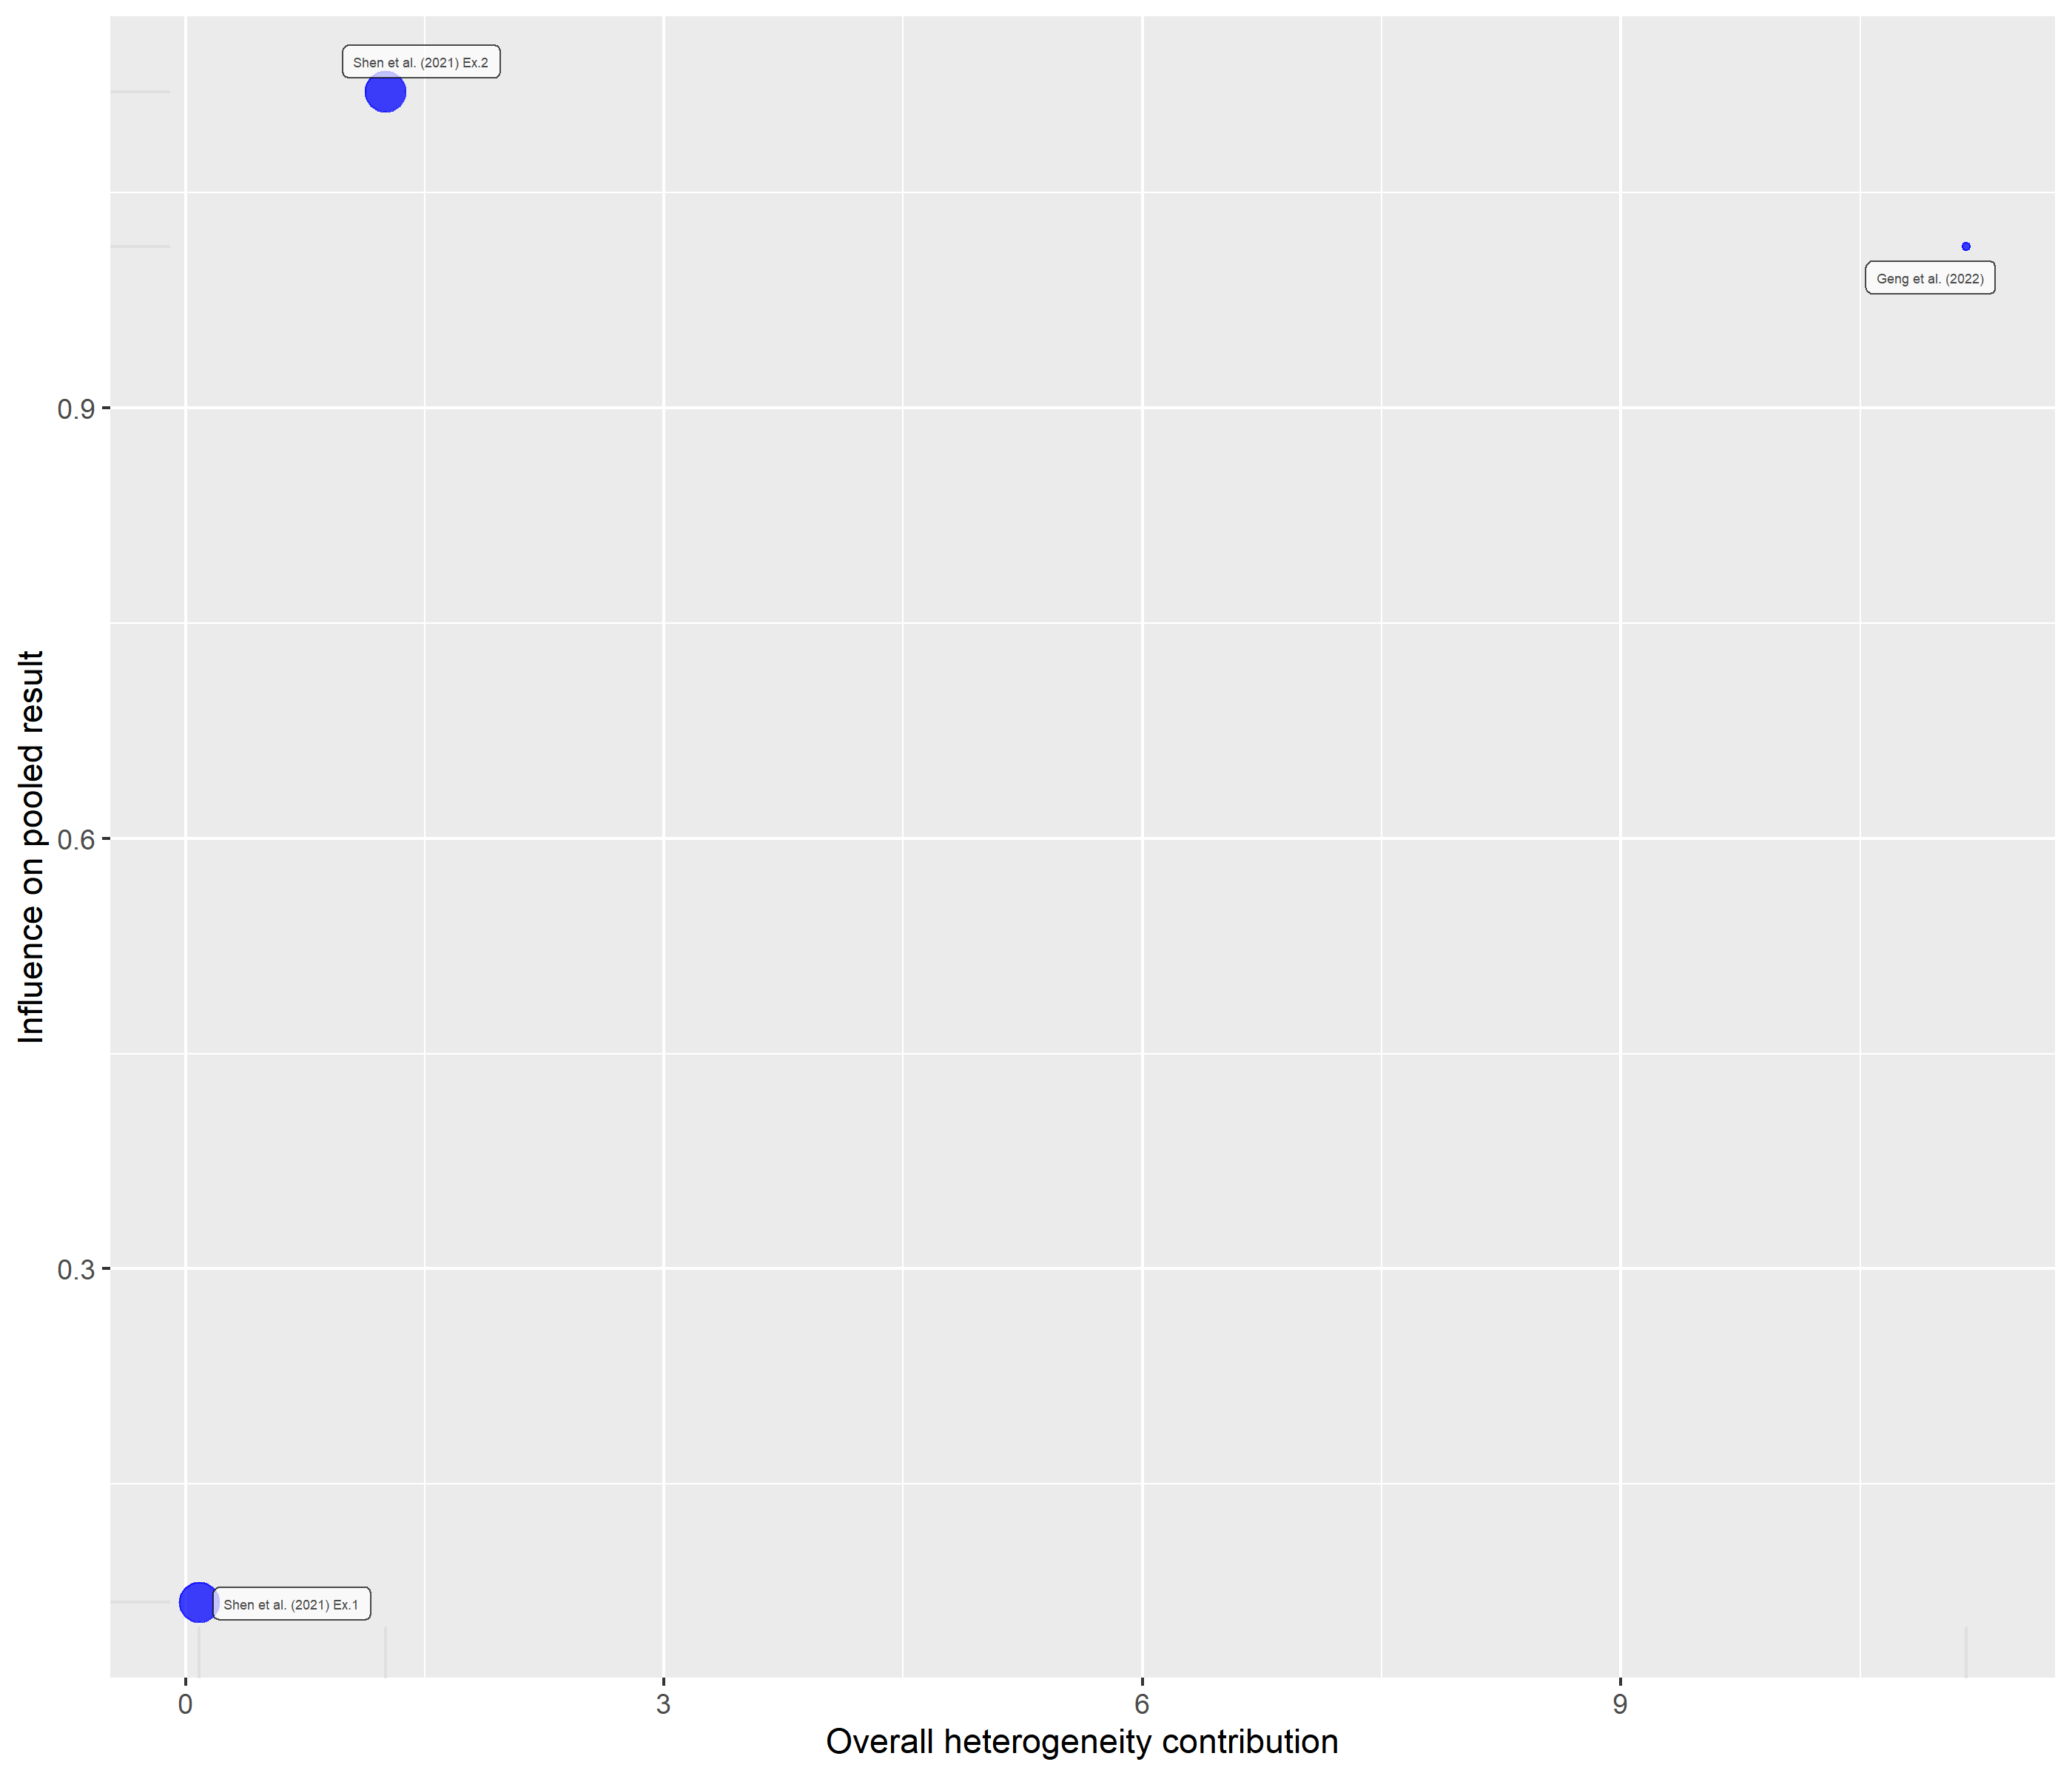 Shen et al. (2021) Ex.2
Geng et al. (2022)
0.9
0.6
0.3
Influence on pooled result
Shen et al. (2021) Ex.1
0
3
6
9
Overall heterogeneity contribution